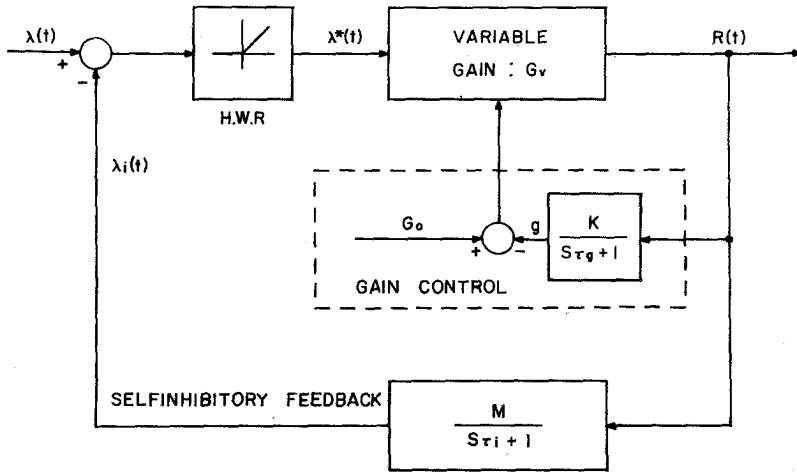 λ(t)
+
-
H.W.R
λ*(t)
VARIABLE
GAIN : Gv
R(t)
λi(t)
Go
+
-
g
K
Sτg + 1
GAIN CONTROL
SELFINHIBITORY FEEDBACK
M
Sτi + 1